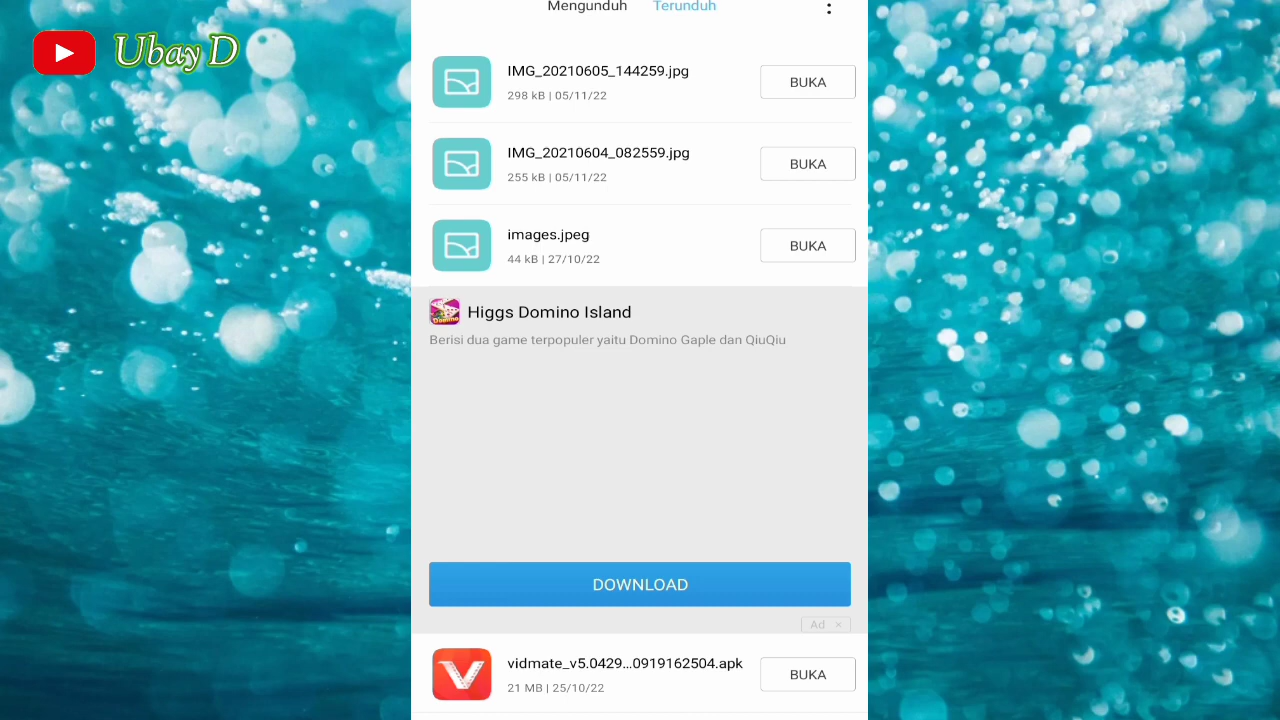 Ubay D
Mengunduh Terunduh
IMG_20210605_144259.jpg
298 kB | 05/11/22
BUKA
IMG_20210604_082559.jpg
255 kB | 05/11/22
BUKA
images.jpeg
44 kB | 27/10/22
BUKA
Higgs Domino Island
Berisi dua game terpopuler yaitu Domino Gaple dan QiuQiu
DOWNLOAD
Ad ×
vidmate_v5.0429...0919162504.apk
21 MB | 25/10/22
BUKA